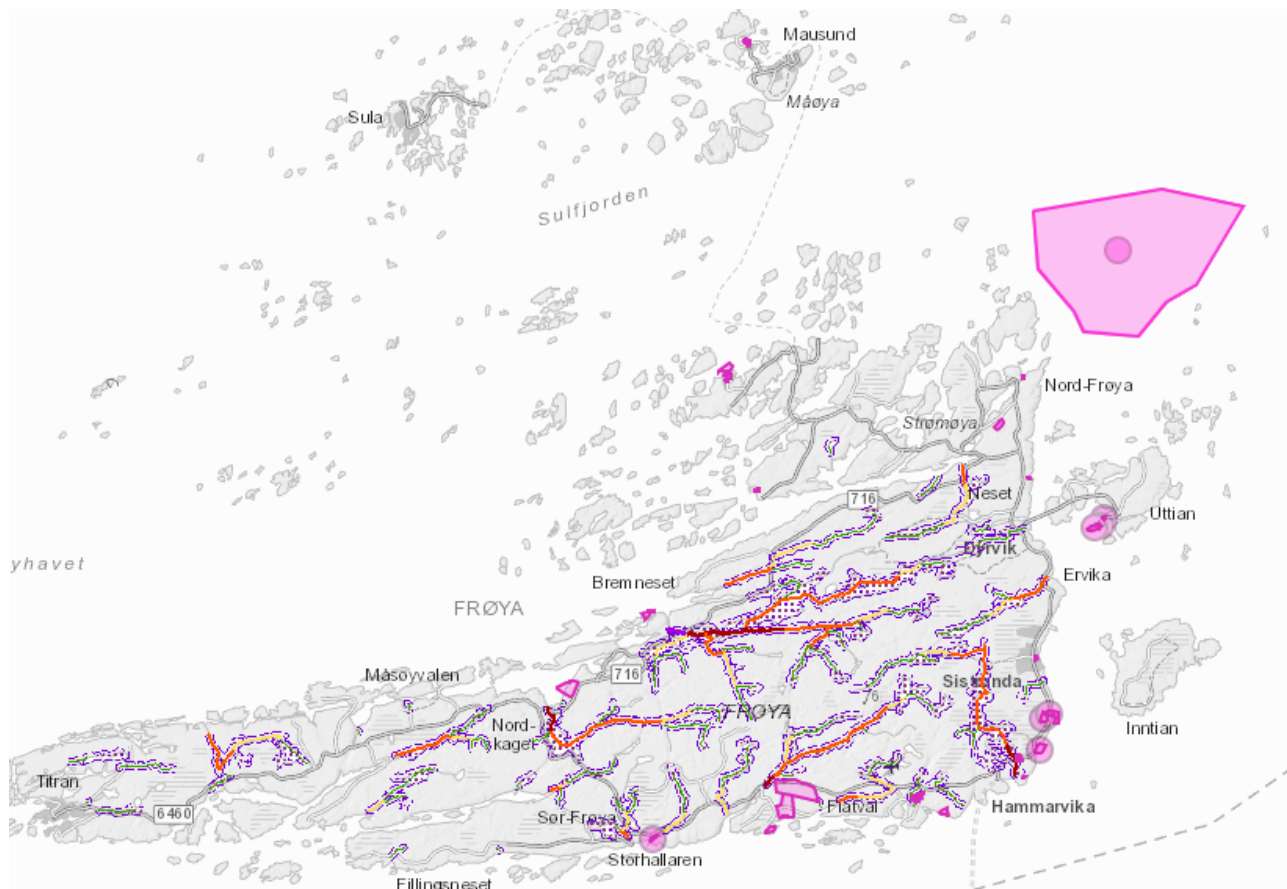 Mausund
Måøya
Sula
Sulfjorden
Nord-Frøya
Strømøya
716
Neset
Uttian
Dyrvik
yhavet
Bremneset
Ervika
FRØYA
716
Måsøyvalen
Sistranda
76
FRØYA
Nord-
kaget
Inntian
Titran
6460
Flatval
Hammarvika
Sør-Frøya
Storhallaren
Fillingsneset